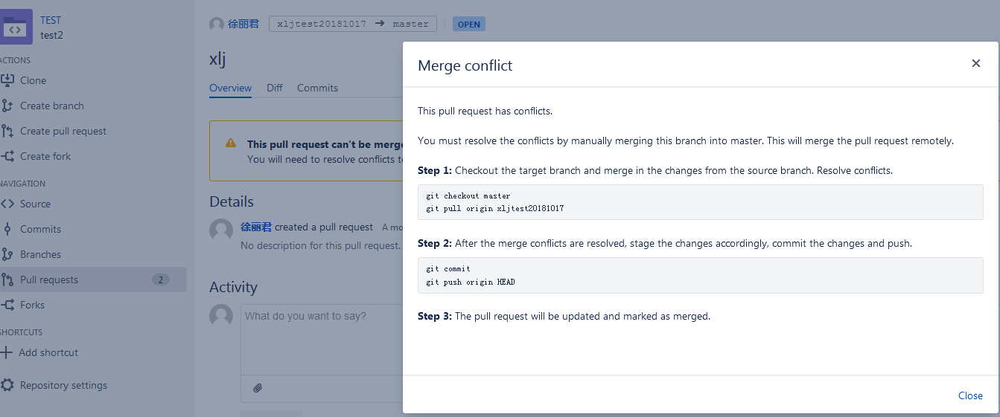 TEST
test2
ACTIONS
Clone
Create branch
Create pull request
Create fork
NAVIGATION
Source
Commits
Branches
Pull requests 2
Forks
SHORTCUTS
Add shortcut
Repository settings
徐丽君 xljtest20181017 → master OPEN
xlj
Overview Diff Commits
This pull request can't be merge
You will need to resolve conflicts to
Details
徐丽君 created a pull request A mo
No description for this pull request.
Activity
What do you want to say?
Merge conflict
This pull request has conflicts.
You must resolve the conflicts by manually merging this branch into master. This will merge the pull request remotely.
Step 1: Checkout the target branch and merge in the changes from the source branch. Resolve conflicts.
git checkout master
git pull origin xljtest20181017
Step 2: After the merge conflicts are resolved, stage the changes accordingly, commit the changes and push.
git commit
git push origin HEAD
Step 3: The pull request will be updated and marked as merged.
Close